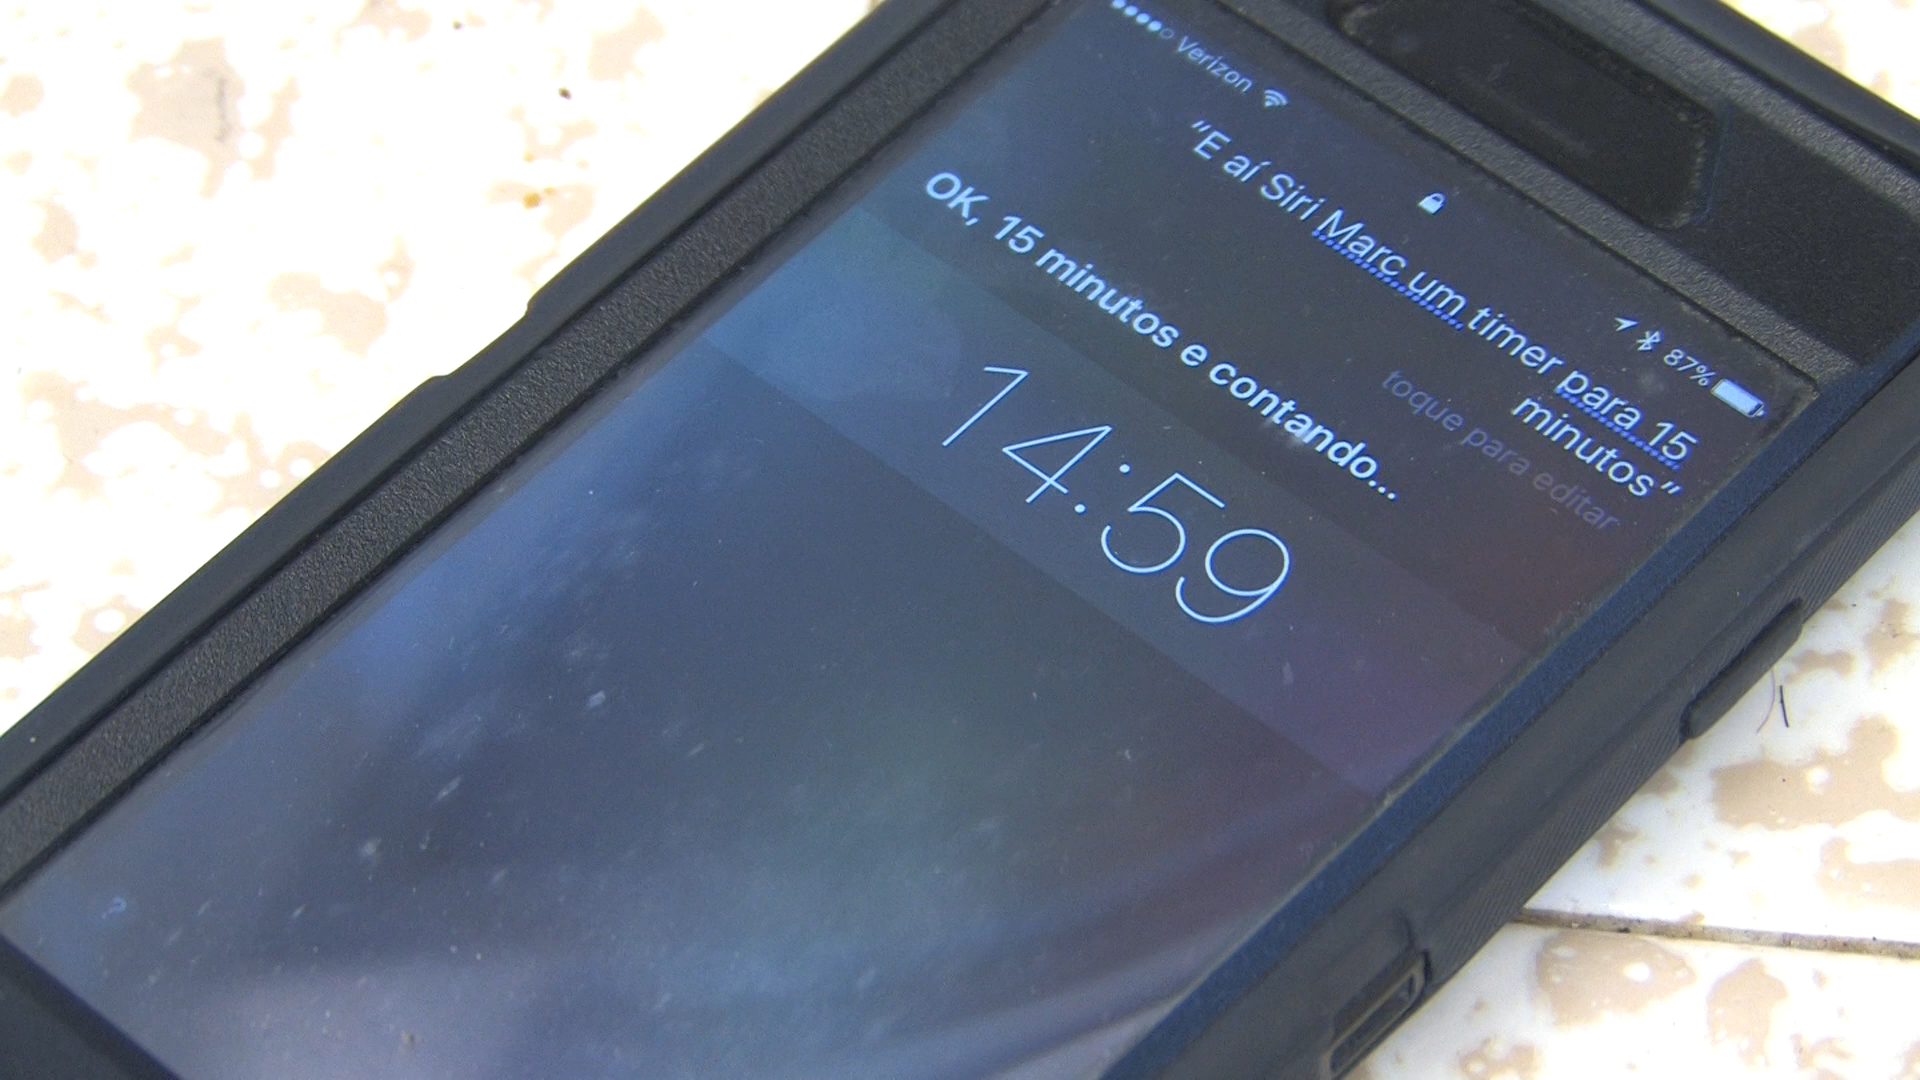 Verizon
87%
“E aí Siri Marc um timer para 15
minutos”
toque para editar
OK, 15 minutos e contando...
14:59
?